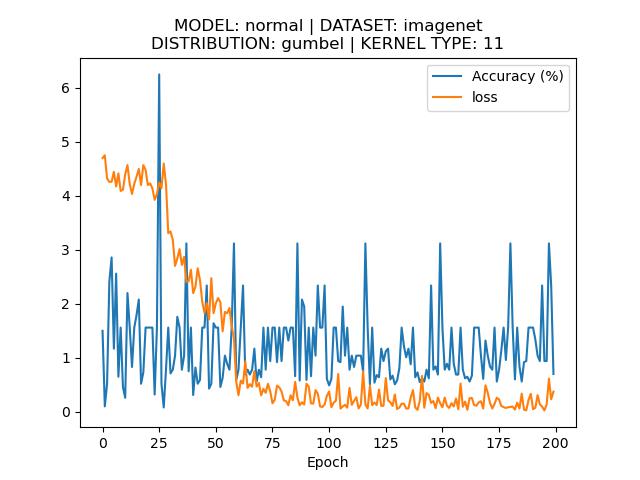 MODEL: normal | DATASET: imagenet
DISTRIBUTION: gumbel | KERNEL TYPE: 11
Accuracy (%)
loss
6
5
4
3
2
1
0
0 25 50 75 100 125 150 175 200
Epoch